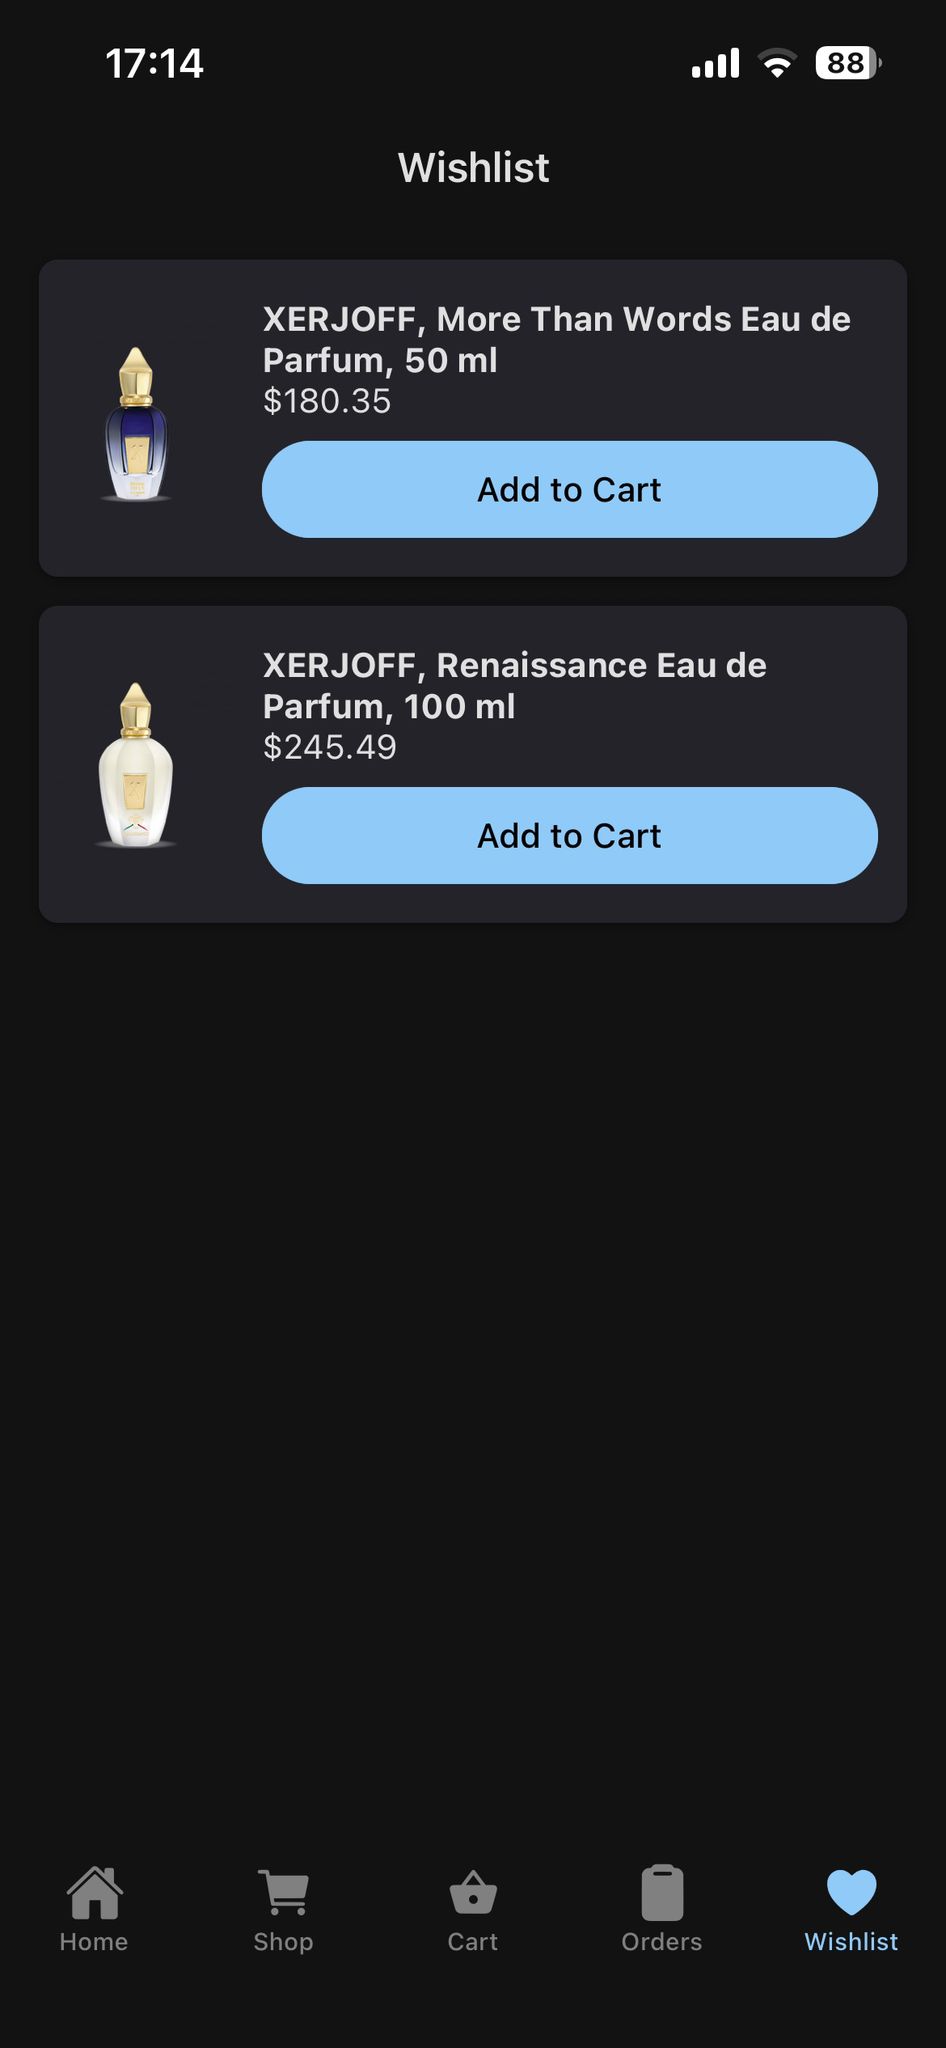 17:14
88
Wishlist
XERJOFF, More Than Words Eau de
Parfum, 50 ml
$180.35
Add to Cart
XERJOFF, Renaissance Eau de
Parfum, 100 ml
$245.49
Add to Cart
Home
Shop
Cart
Orders
Wishlist